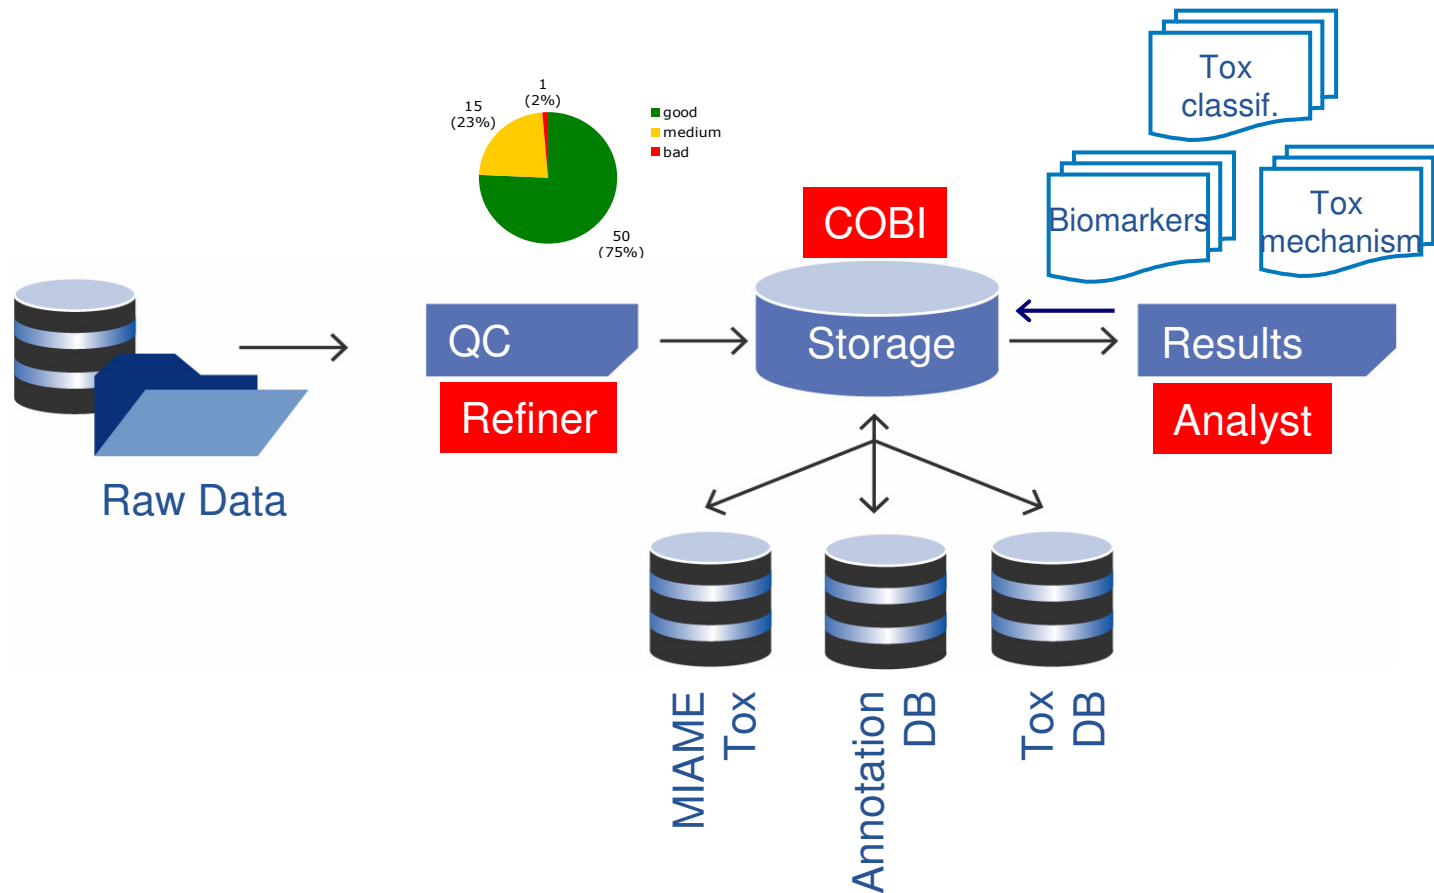 1
(2%)
15
(23%)
good
medium
bad
50
(75%)
Tox
classif.
Biomarkers
Tox
mechanism
COBI
QC
Storage
Results
Refiner
Analyst
Raw Data
MIAME
Tox
Annotation
DB
Tox
DB